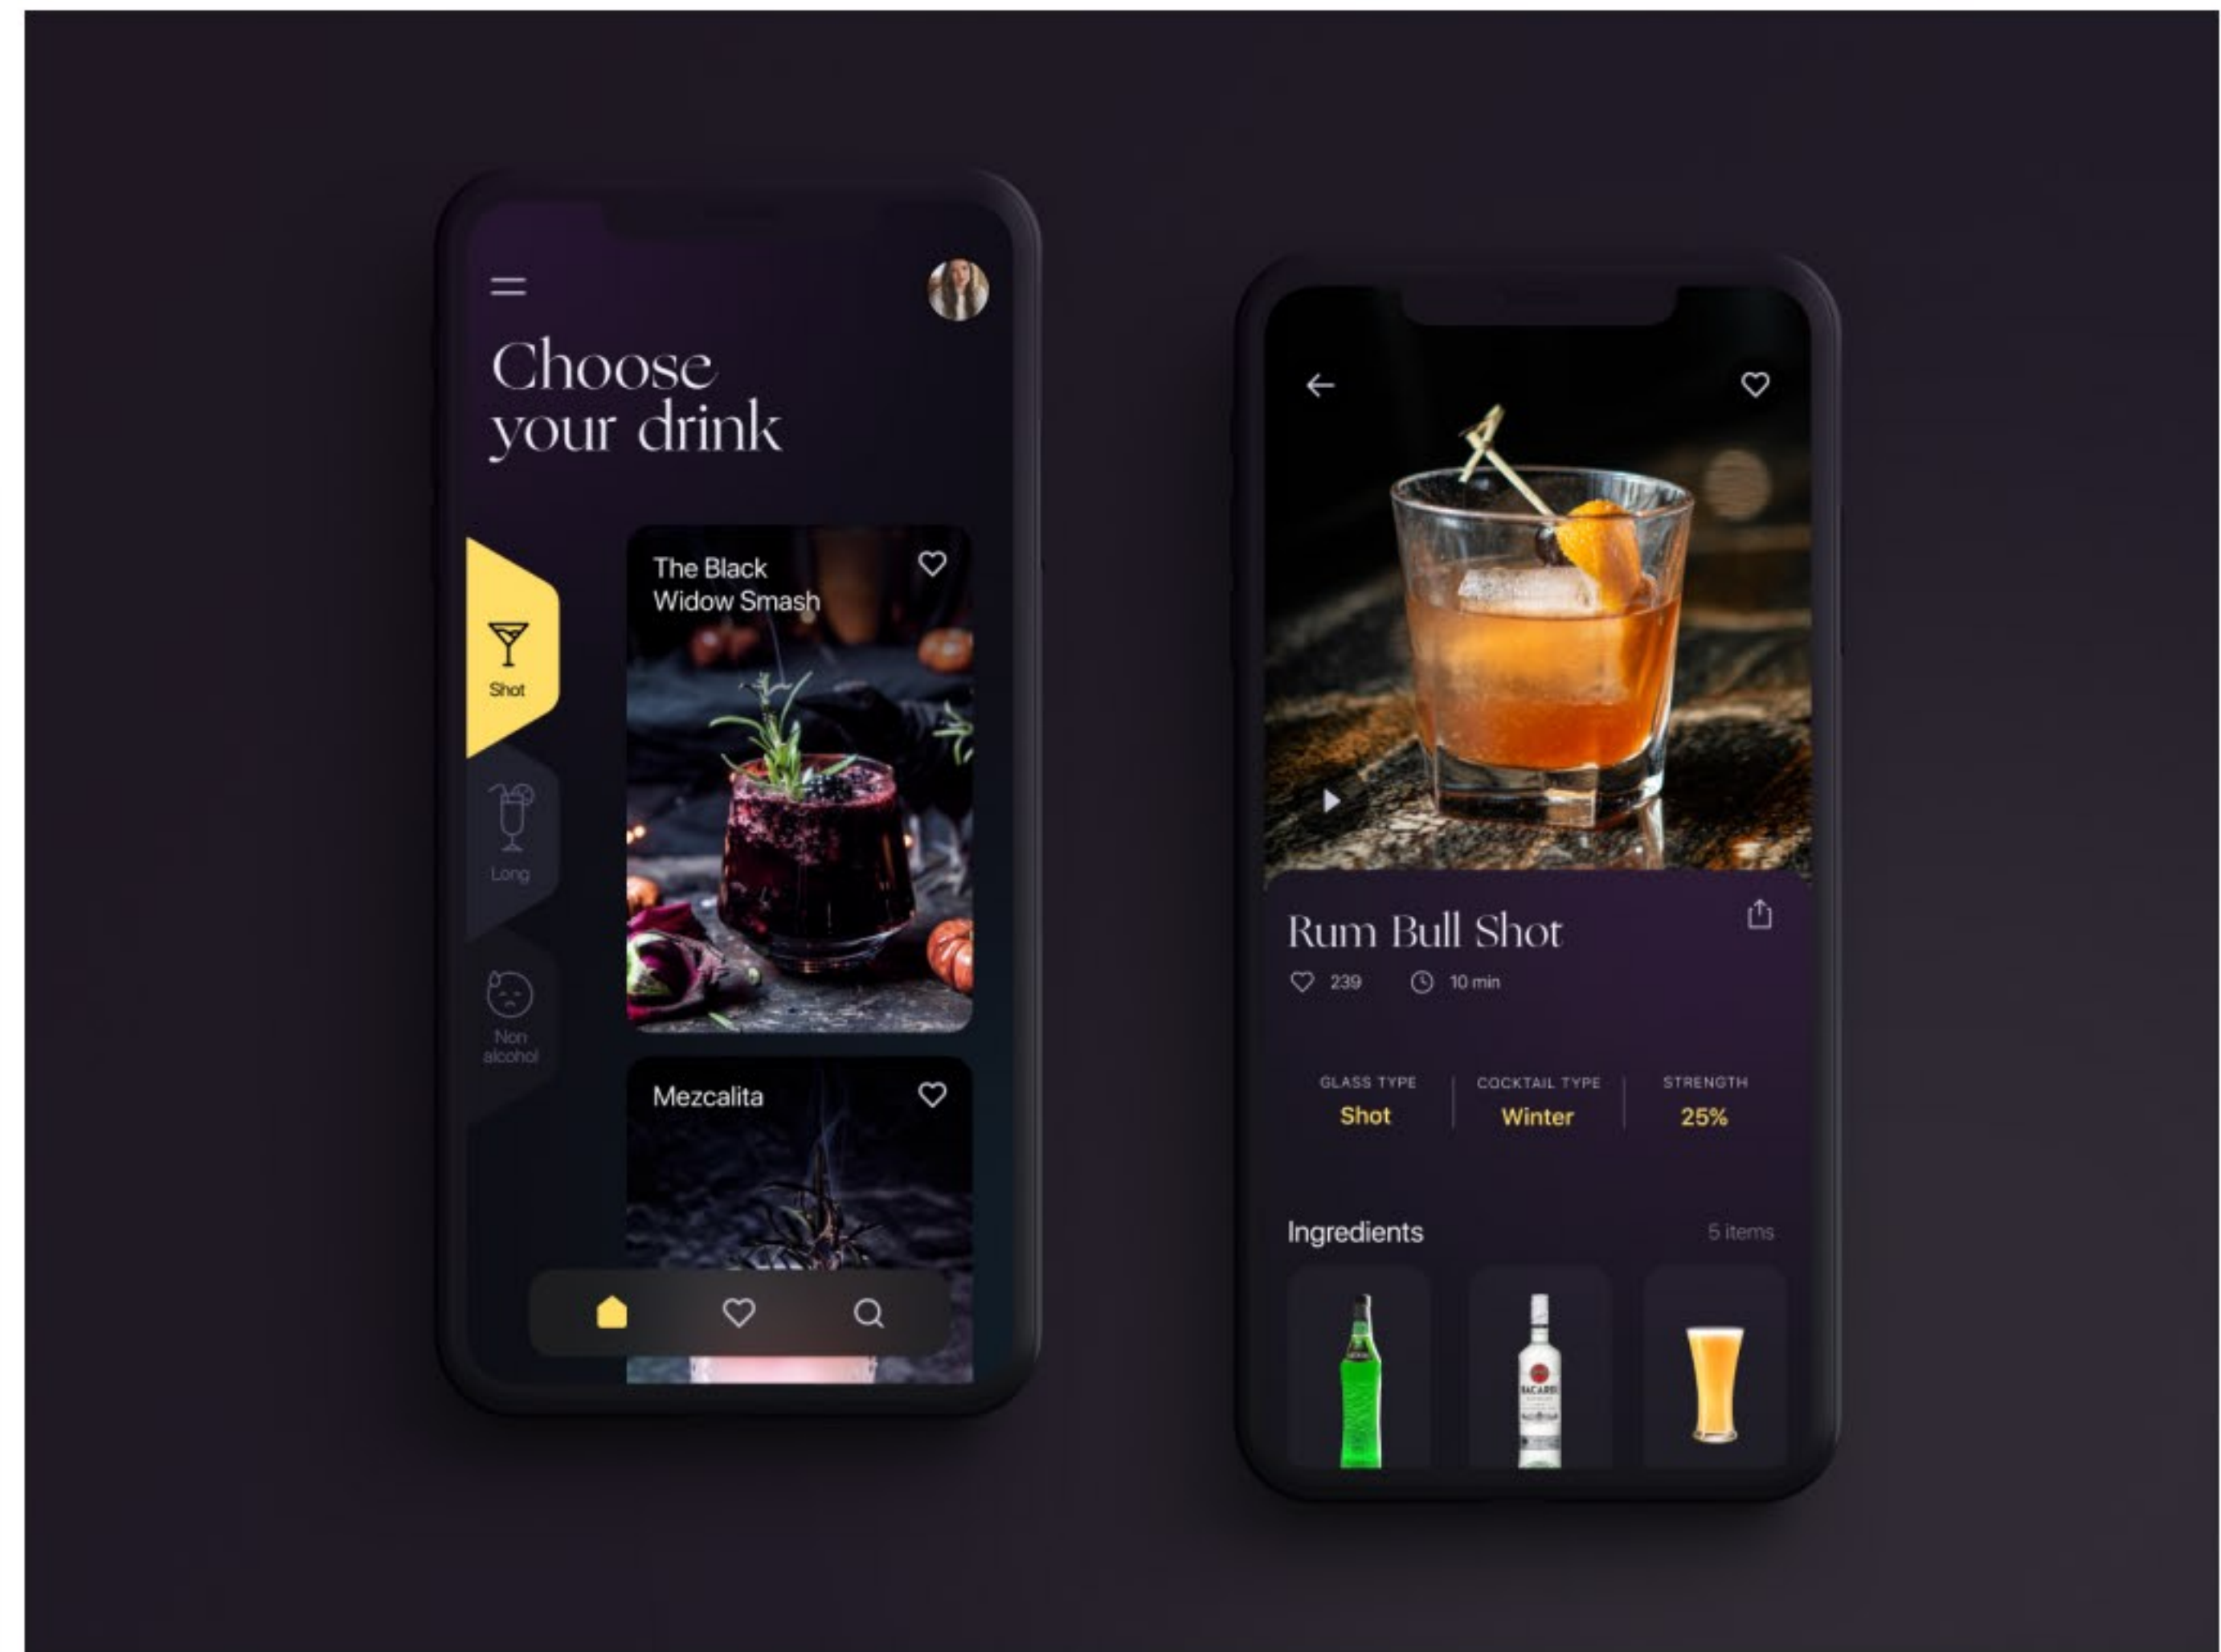 Choose
your drink
The Black
Widow Smash
Shot
Long
Non
alcohol
Mezcalita
Rum Bull Shot
239
10 min
GLASS TYPE
COCKTAIL TYPE
STRENGTH
Shot
Winter
25%
Ingredients
5 items
BACARDI